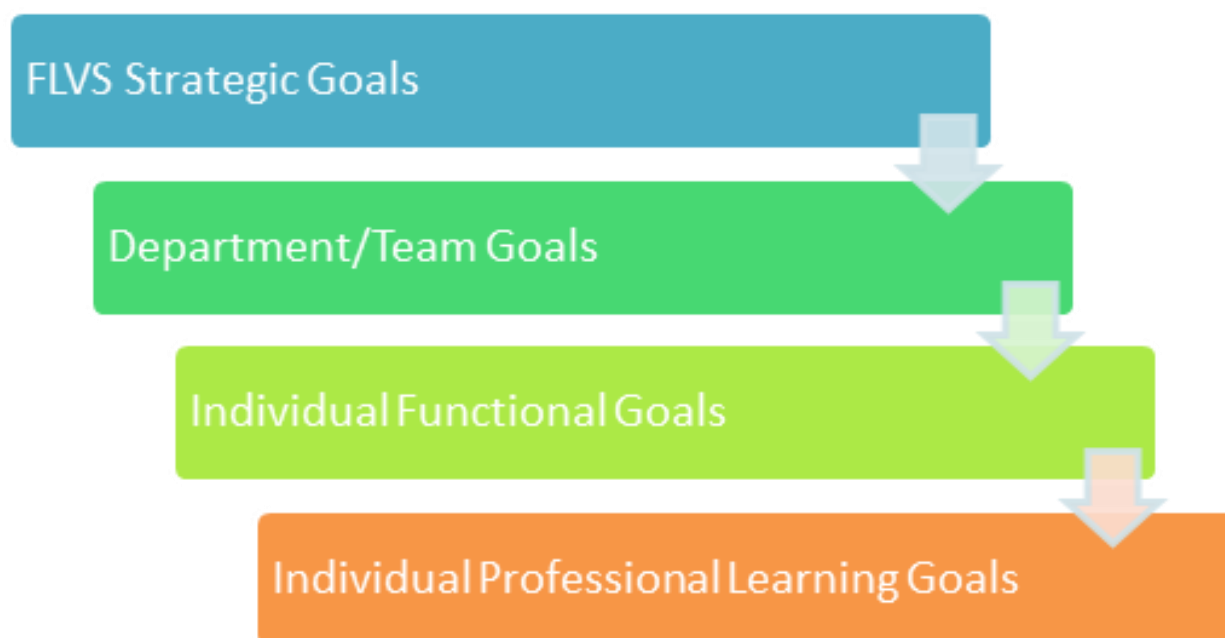 FLVS Strategic Goals
Department/Team Goals
Individual Functional Goals
Individual Professional Learning Goals